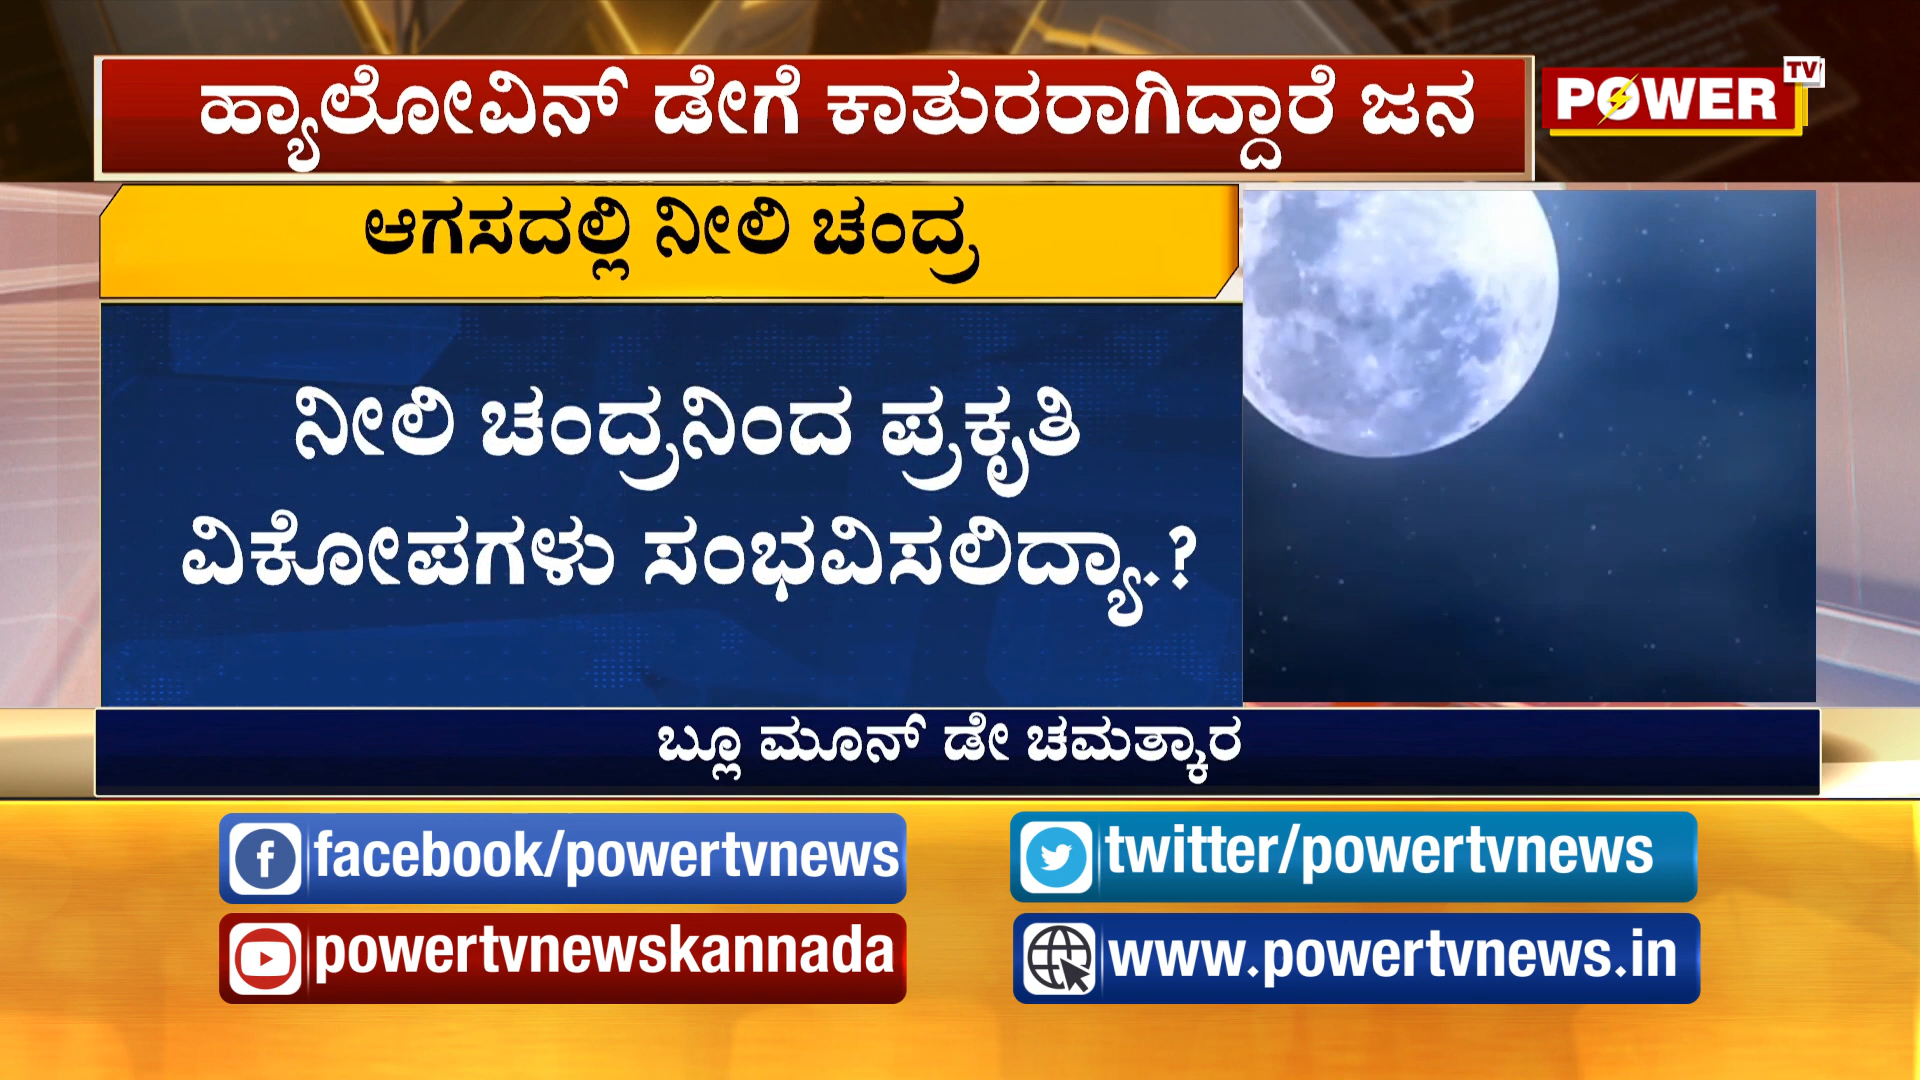 ಹ್ಯಾಲೋವಿನ್ ಡೇಗೆ ಕಾತುರರಾಗಿದ್ದಾರೆ ಜನ
POWER TV
ಆಗಸದಲ್ಲಿ ನೀಲಿ ಚಂದ್ರ
ನೀಲಿ ಚಂದ್ರನಿಂದ ಪ್ರಕೃತಿ
ವಿಕೋಪಗಳು ಸಂಭವಿಸಲಿದ್ಯಾ.?
ಬ್ಲೂ ಮೂನ್ ಡೇ ಚಮತ್ಕಾರ
facebook/powertvnews
twitter/powertvnews
powertvnewskannada
www.powertvnews.in